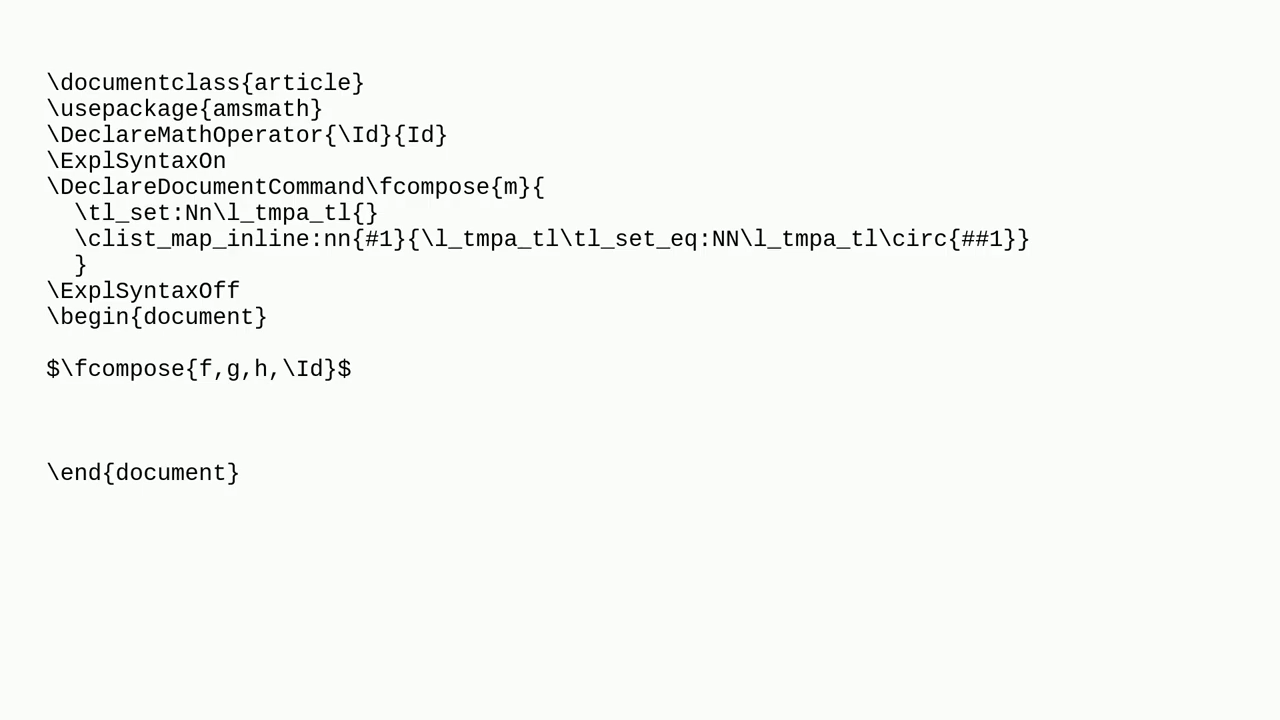 \documentclass{article}
\usepackage{amsmath}
\DeclareMathOperator{\Id}{Id}
\ExplSyntaxOn
\DeclareDocumentCommand\fcompose{m}{
  \tl_set:Nn\l_tmpa_tl{}
  \clist_map_inline:nn{#1}{\l_tmpa_tl\tl_set_eq:NN\l_tmpa_tl\circ{##1}}
  }
\ExplSyntaxOff
\begin{document}

$\fcompose{f,g,h,\Id}$

\end{document}